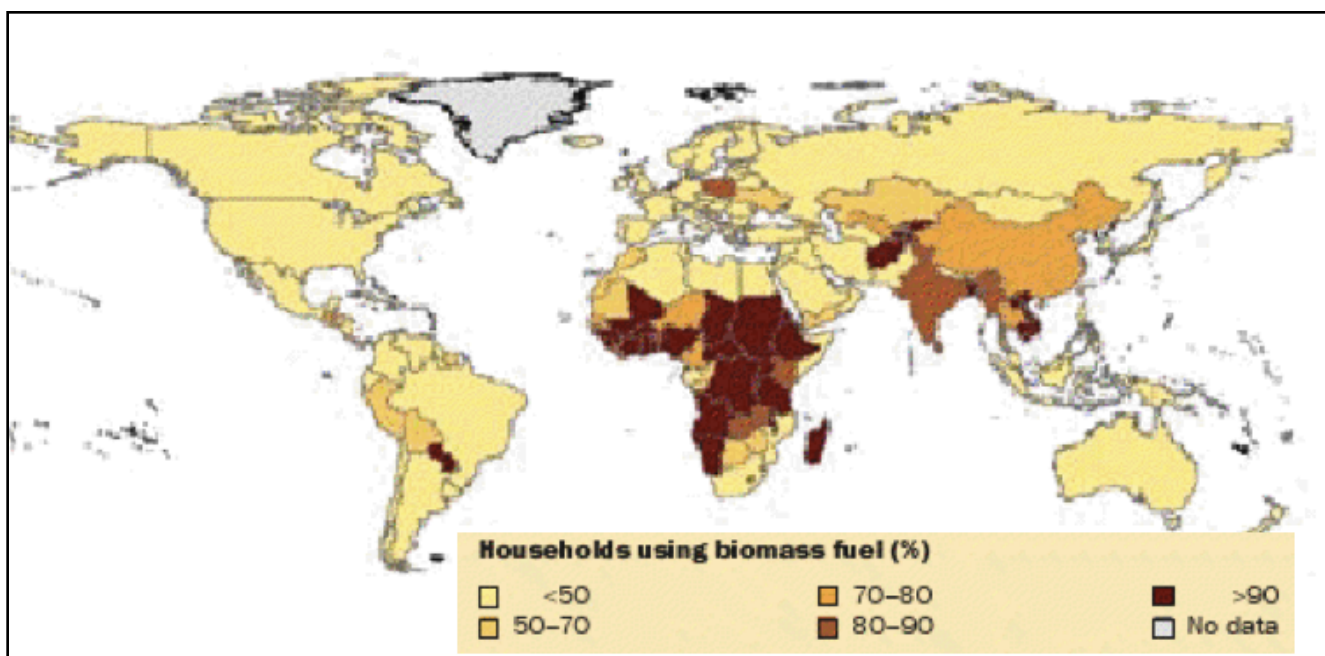 Households using biomass fuel (%)
<50 70–80 >90
50–70 80–90 No data